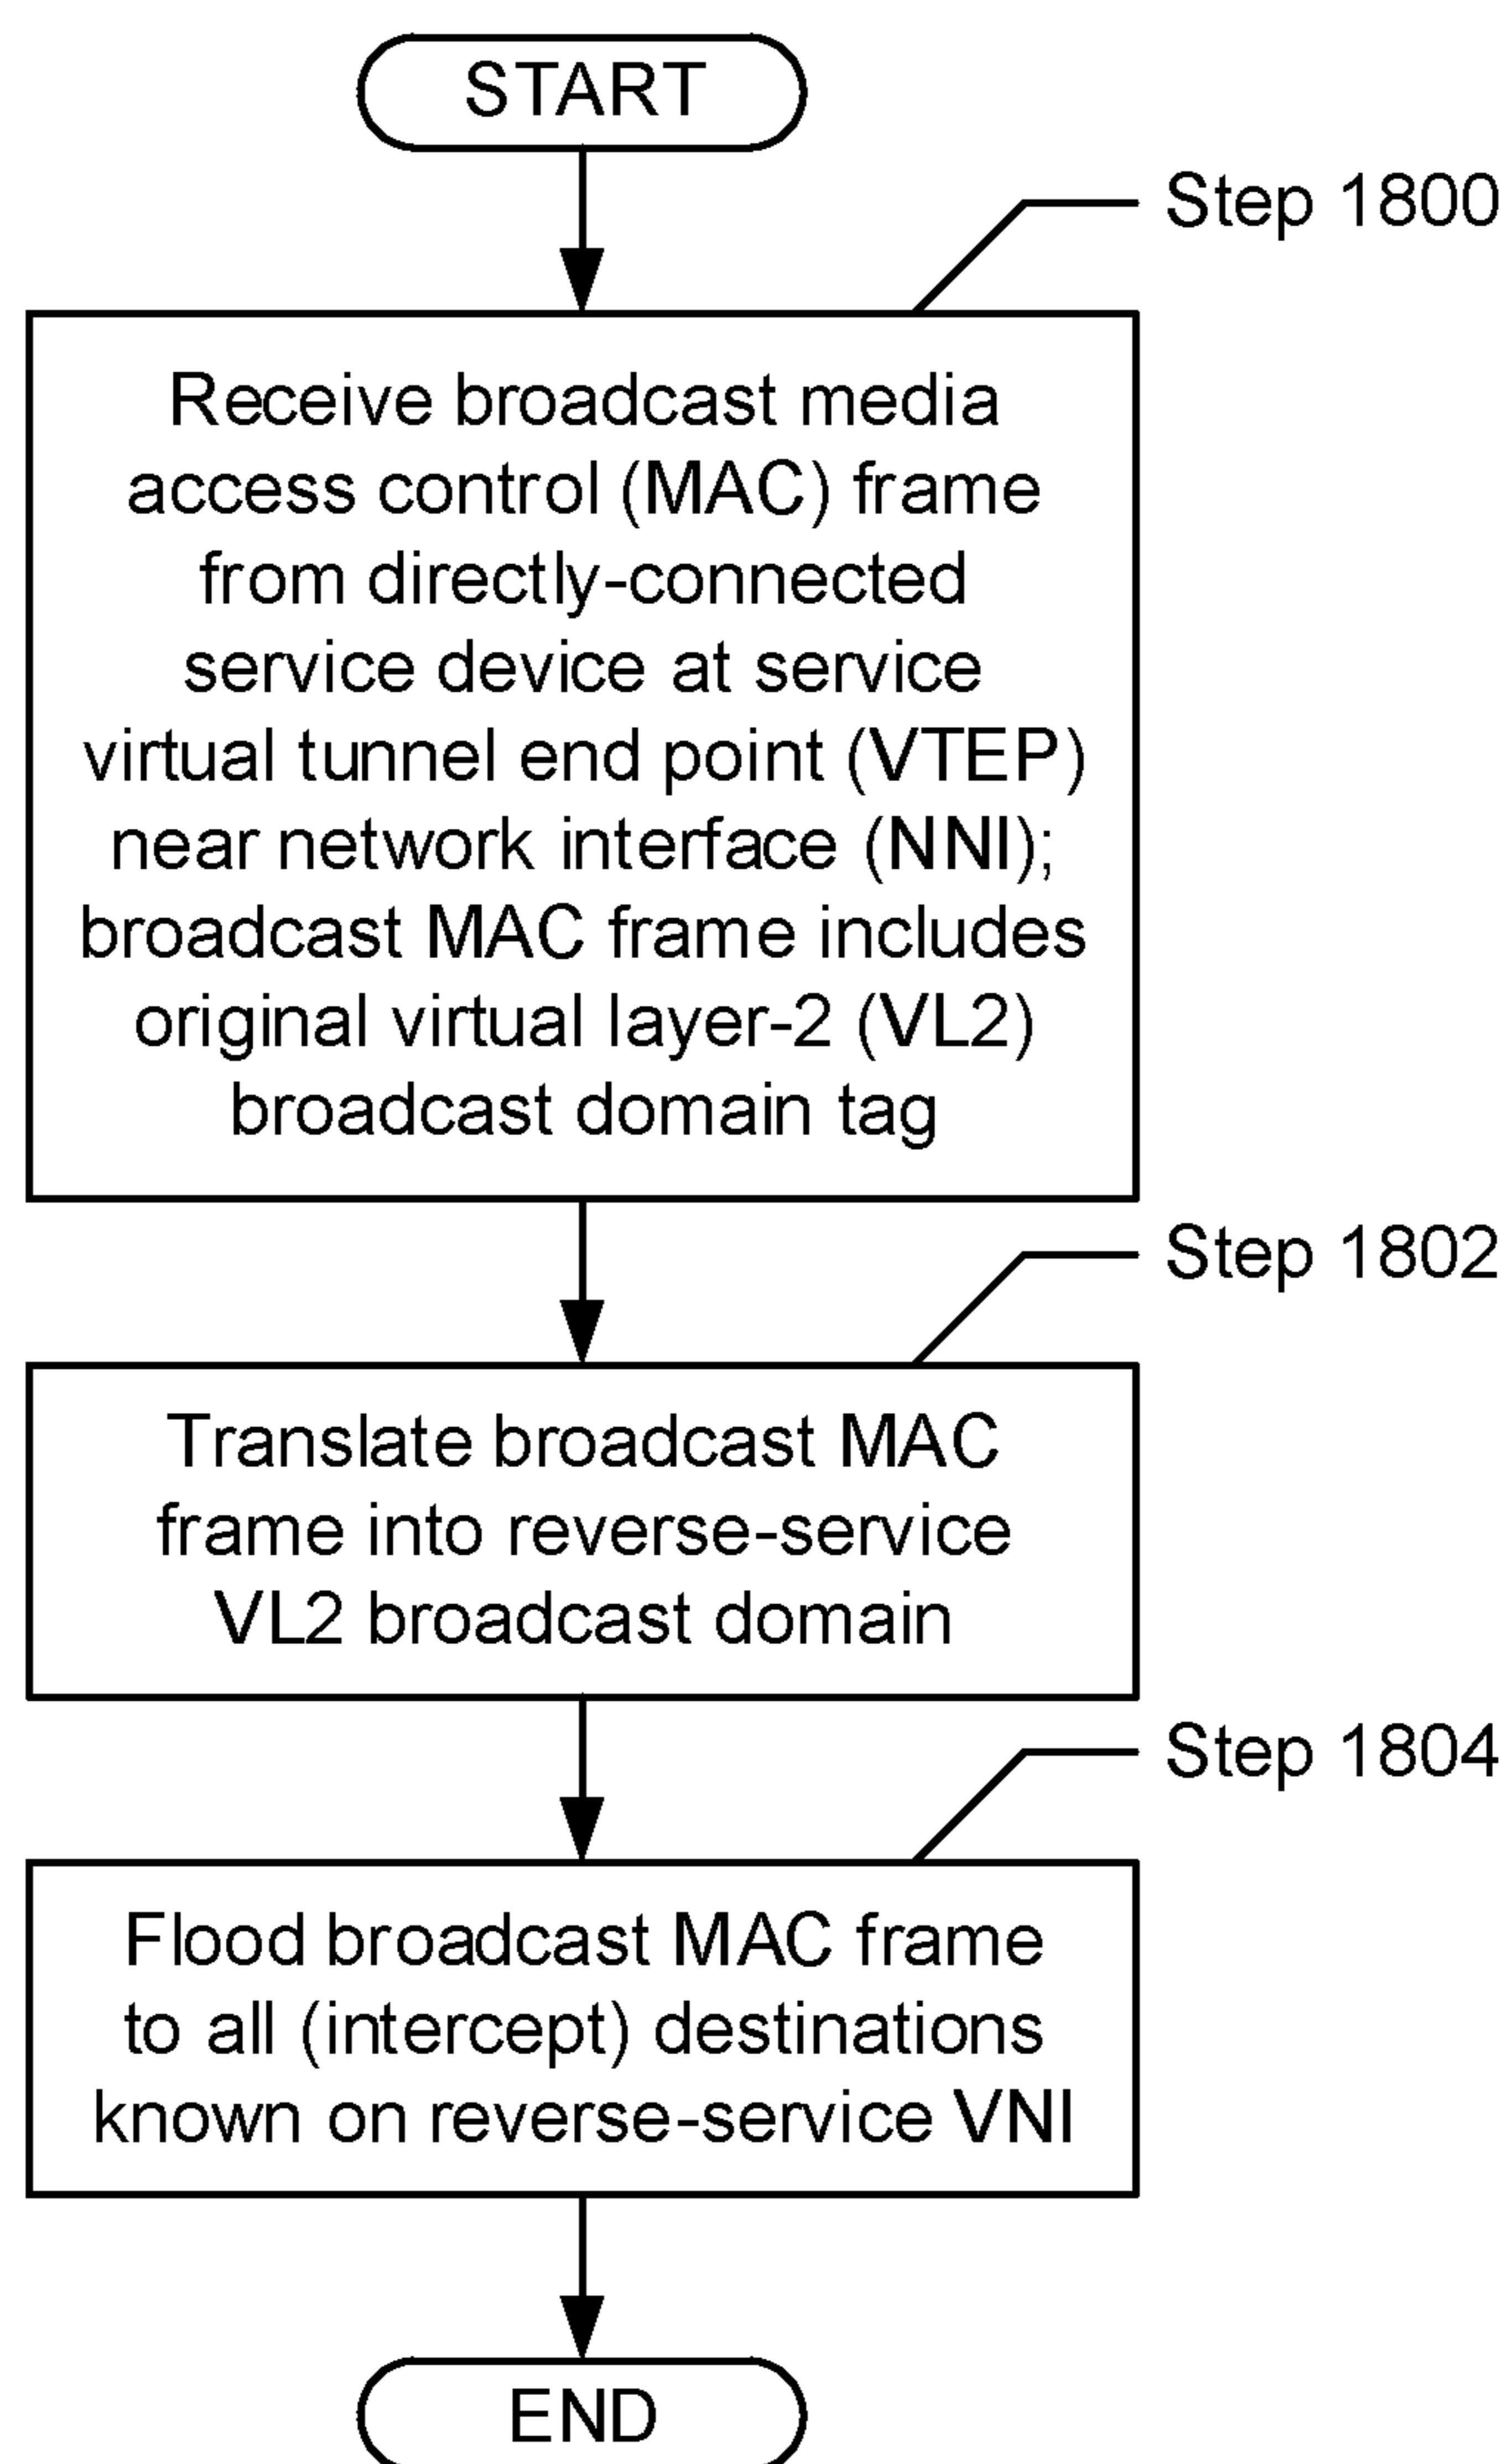 START
Step 1800
Receive broadcast media
access control (MAC) frame
from directly-connected
service device at service
virtual tunnel end point (VTEP)
near network interface (NNI);
broadcast MAC frame includes
original virtual layer-2 (VL2)
broadcast domain tag
Step 1802
Translate broadcast MAC
frame into reverse-service
VL2 broadcast domain
Step 1804
Flood broadcast MAC frame
to all (intercept) destinations
known on reverse-service VNI
END